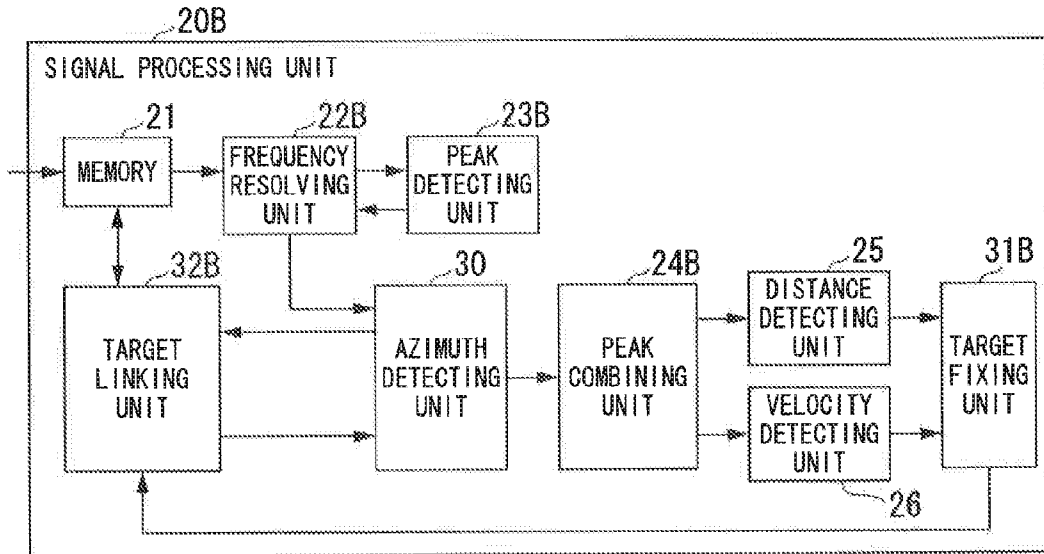 20B
SIGNAL PROCESSING UNIT
21
MEMORY
22B
FREQUENCY
RESOLVING
UNIT
23B
PEAK
DETECTING
UNIT
32B
TARGET
LINKING
UNIT
30
AZIMUTH
DETECTING
UNIT
24B
PEAK
COMBINING
UNIT
25
DISTANCE
DETECTING
UNIT
VELOCITY
DETECTING
UNIT
26
31B
TARGET
FIXING
UNIT